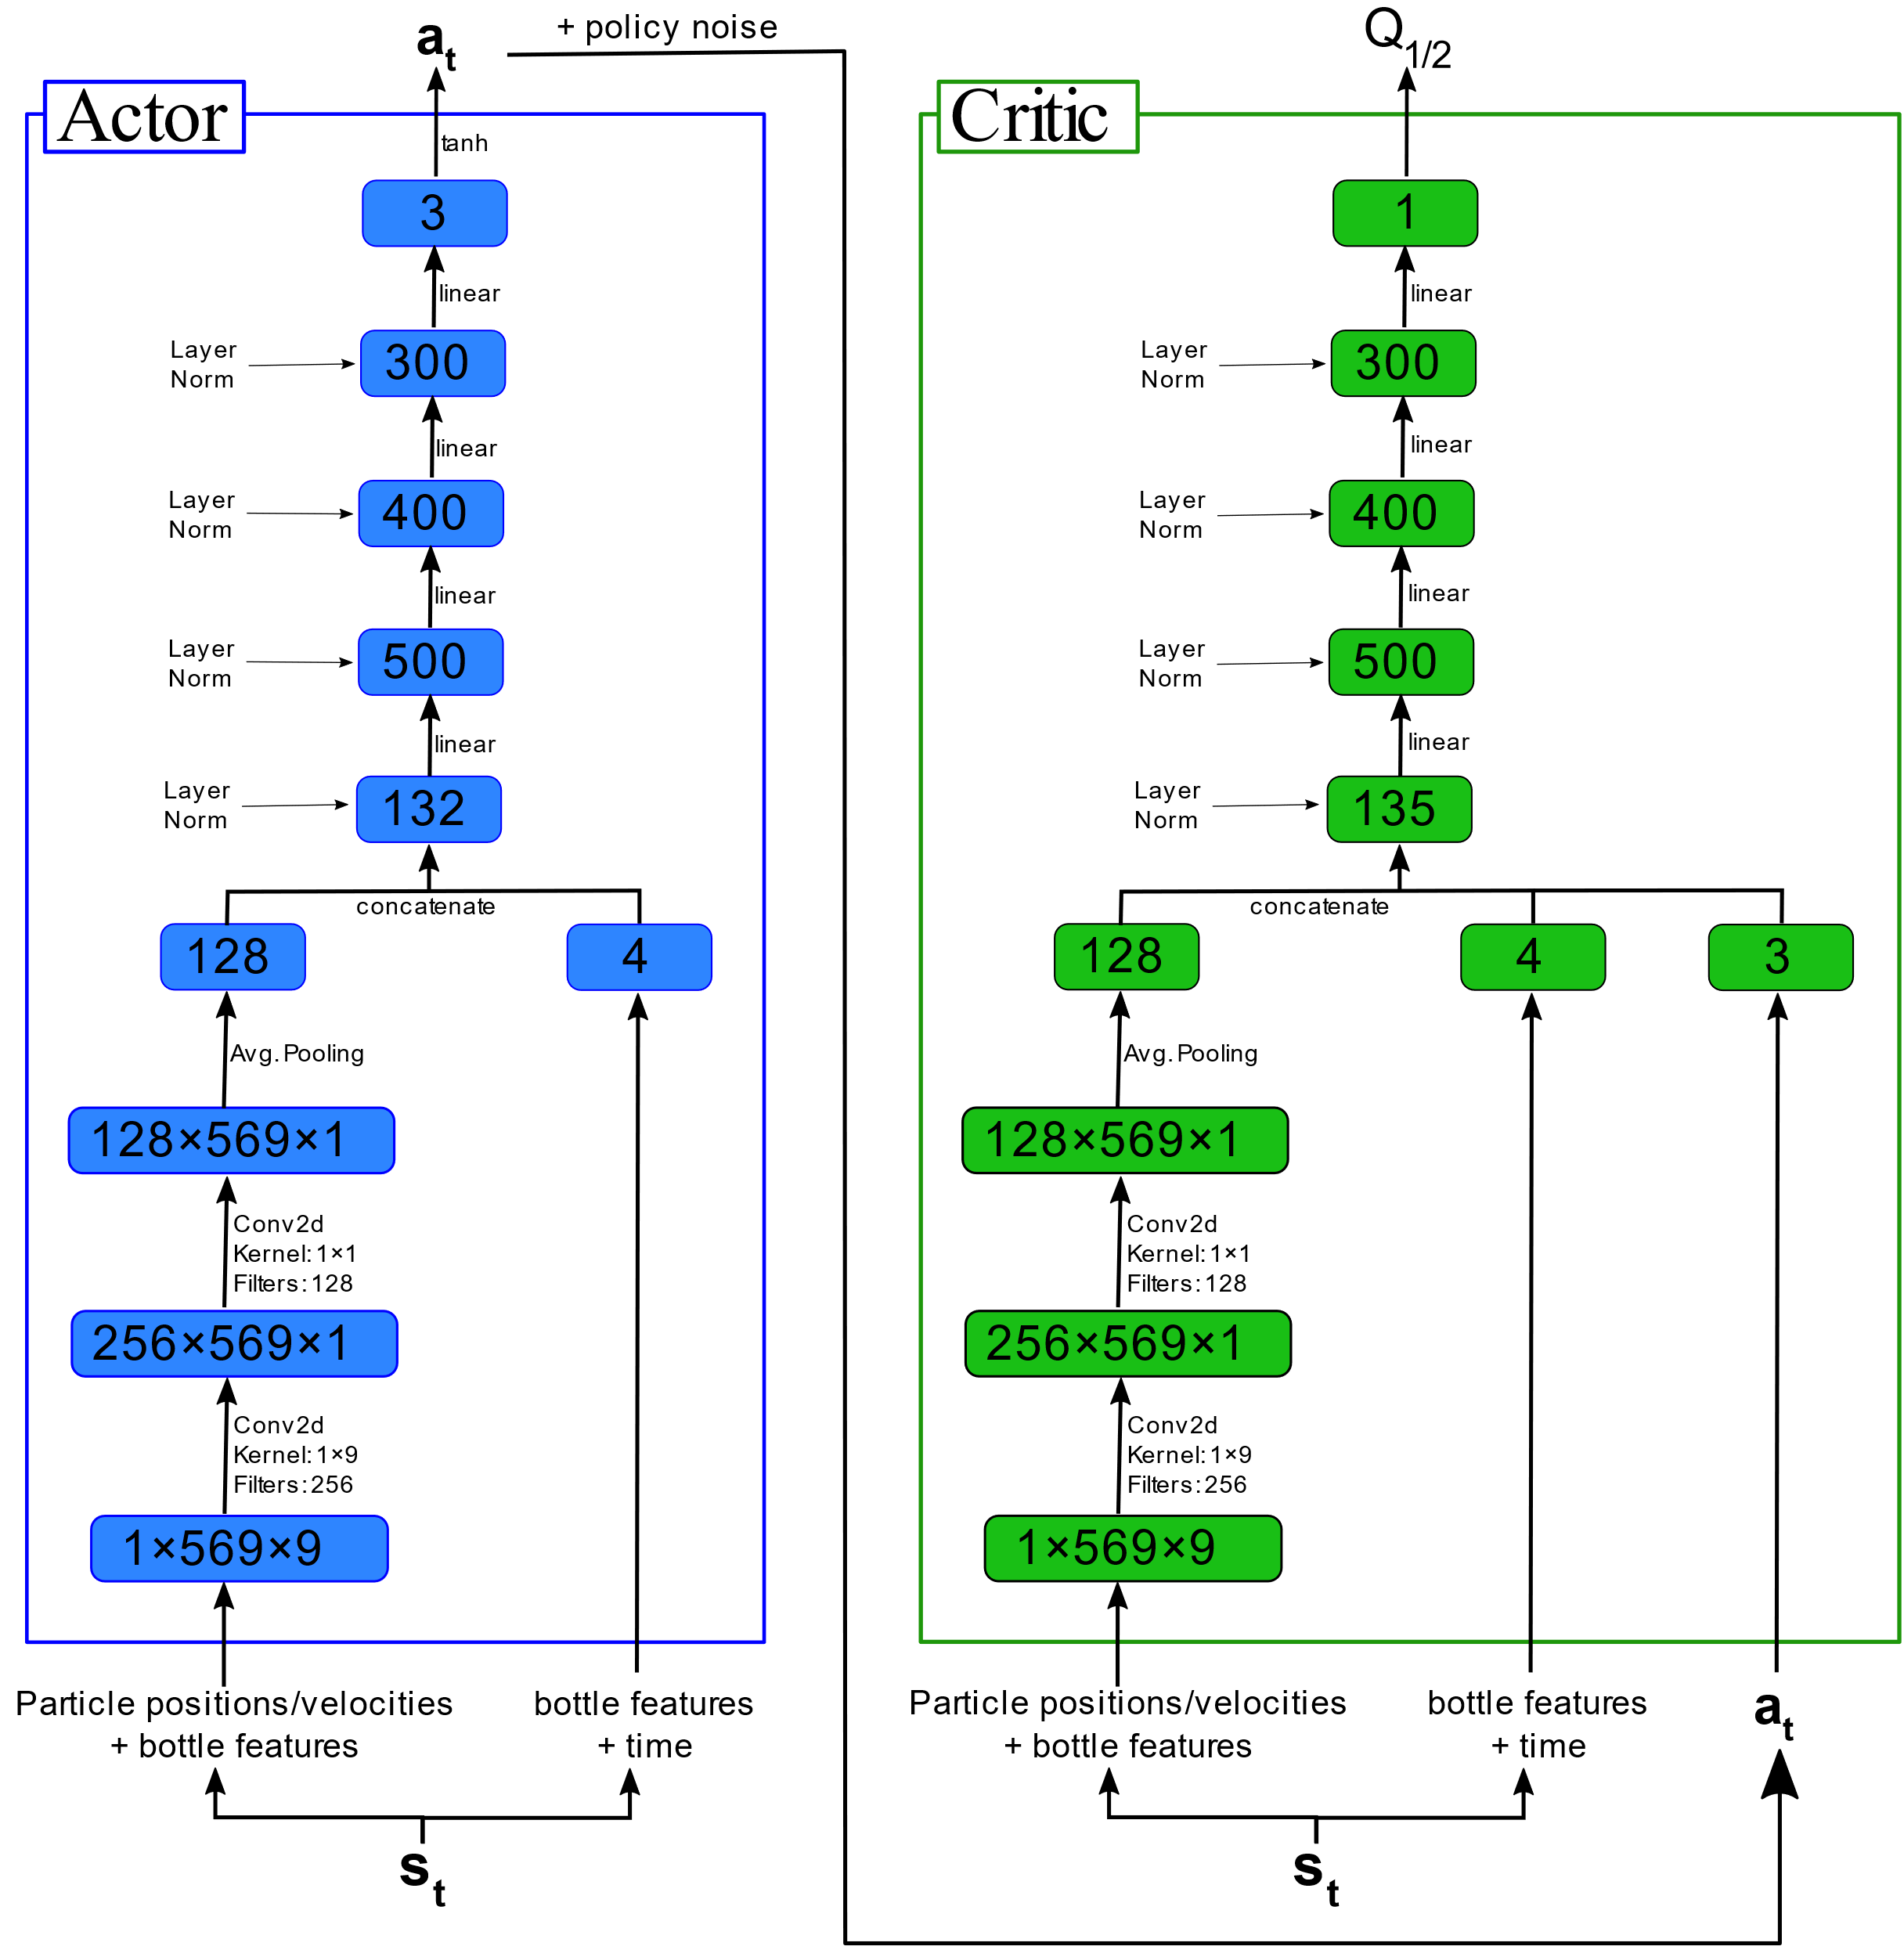 a_t
+ policy noise
Actor
tanh
3
linear
Layer
Norm
300
linear
Layer
Norm
400
linear
Layer
Norm
500
linear
Layer
Norm
132
concatenate
128
4
Avg. Pooling
128×569×1
Conv2d
Kernel: 1×1
Filters: 128
256×569×1
Conv2d
Kernel: 1×9
Filters: 256
1×569×9
Particle positions/velocities
+ bottle features
bottle features
+ time
s_t
Q_1/2
Critic
1
linear
Layer
Norm
300
linear
Layer
Norm
400
linear
Layer
Norm
500
linear
Layer
Norm
135
concatenate
128
4
3
Avg. Pooling
128×569×1
Conv2d
Kernel: 1×1
Filters: 128
256×569×1
Conv2d
Kernel: 1×9
Filters: 256
1×569×9
Particle positions/velocities
+ bottle features
bottle features
+ time
a_t
s_t